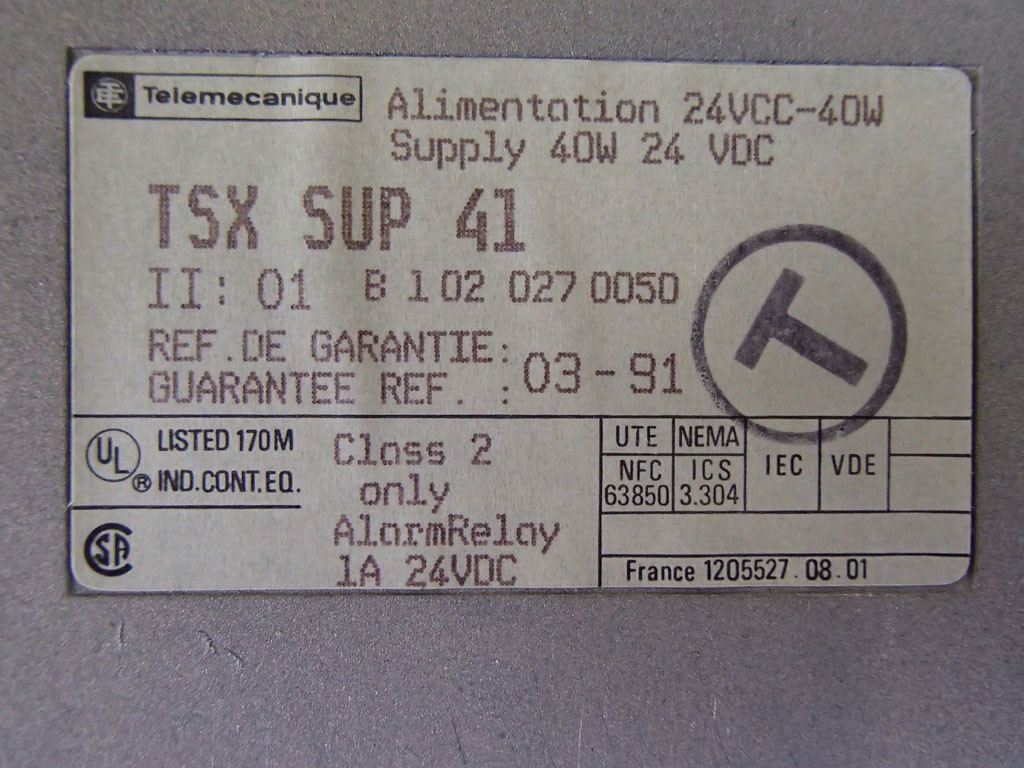 Telemecanique
Alimentation 24VCC-40W
Supply 40W 24 VDC
TSX SUP 41
II: 01 B 1 02 027 0050
REF.DE GARANTIE:
GUARANTEE REF. : 03-91
T
UL ® LISTED 170M
IND.CONT.EQ.
SA
Class 2
only
AlarmRelay
1A 24VDC
UTE NEMA IEC VDE
NFC ICS
63850 3.304
France 1205527.08.01